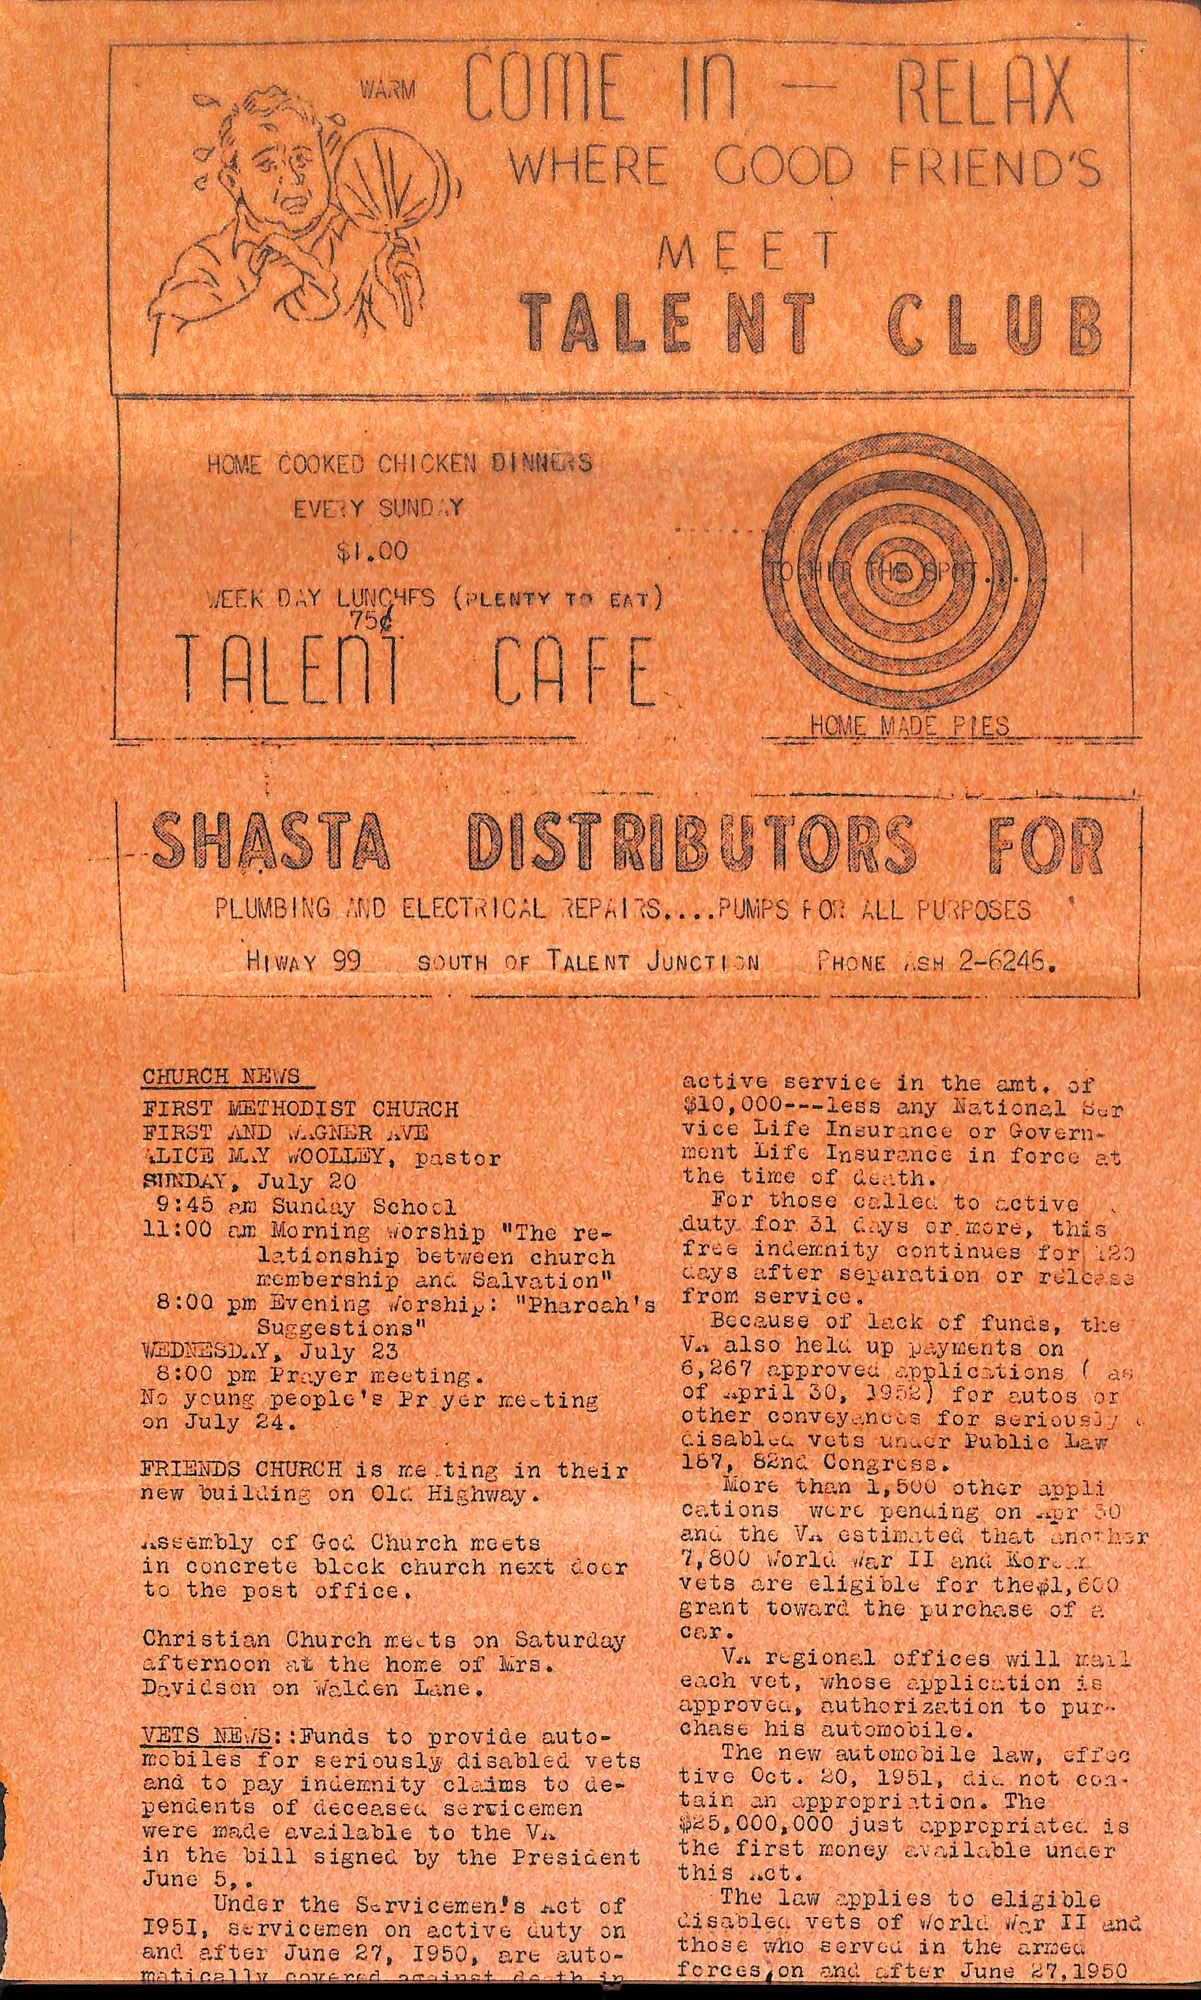 WARM
COME IN — RELAX
WHERE GOOD FRIEND'S
MEET
TALENT CLUB
HOME COOKED CHICKEN DINNERS
EVERY SUNDAY
$1.00
WEEK DAY LUNCHES (PLENTY TO EAT)
75¢
TALENT CAFE
TO HIT THE SPOT.....
HOME MADE PIES
SHASTA DISTRIBUTORS FOR
PLUMBING AND ELECTRICAL REPAIRS....PUMPS FOR ALL PURPOSES
HIWAY 99 SOUTH OF TALENT JUNCTION PHONE ASH 2-6246.
CHURCH NEWS
FIRST METHODIST CHURCH
FIRST AND WAGNER AVE
ALICE MAY WOOLLEY, pastor
SUNDAY, July 20
9:45 am Sunday School
11:00 am Morning Worship "The re-
lationship between church
membership and Salvation"
8:00 pm Evening Worship: "Pharoah's
Suggestions"
WEDNESDAY, July 23
8:00 pm Prayer meeting.
No young people's Pr yer meeting
on July 24.
FRIENDS CHURCH is meeting in their
new building on Old Highway.
Assembly of God Church meets
in concrete block church next door
to the post office.
Christian Church meets on Saturday
afternoon at the home of Mrs.
Davidson on Walden Lane.
VETS NEWS::Funds to provide auto-
mobiles for seriously disabled vets
and to pay indemnity claims to de-
pendents of deceased servicemen
were made available to the VA
in the bill signed by the President
June 5,.
Under the Servicemen's Act of
I95I, servicemen on active duty on
and after June 27, I950, are auto-
matically covered against death in
active service in the amt. of
$10,000---less any National Ser
vice Life Insurance or Govern-
ment Life Insurance in force at
the time of death.
For those called to active
duty for 31 days or more, this
free indemnity continues for 120
days after separation or release
from service.
Because of lack of funds, the
VA also held up payments on
6,267 approved applications ( as
of April 30, 1952) for autos or
other conveyances for seriously
disabled vets under Public Law
187, 82nd Congress.
More than 1,500 other appli
cations were pending on Apr 30
and the VA estimated that another
7,800 World War II and Korean
vets are eligible for the$1,600
grant toward the purchase of a
car.
VA regional offices will mail
each vet, whose application is
approved, authorization to pur-
chase his automobile.
The new automobile law, effec
tive Oct. 20, 1951, did not con-
tain an appropriation. The
$25,000,000 just appropriated is
the first money available under
this Act.
The law applies to eligible
disabled vets of World War II and
those who served in the armed
forces,on and after June 27,1950